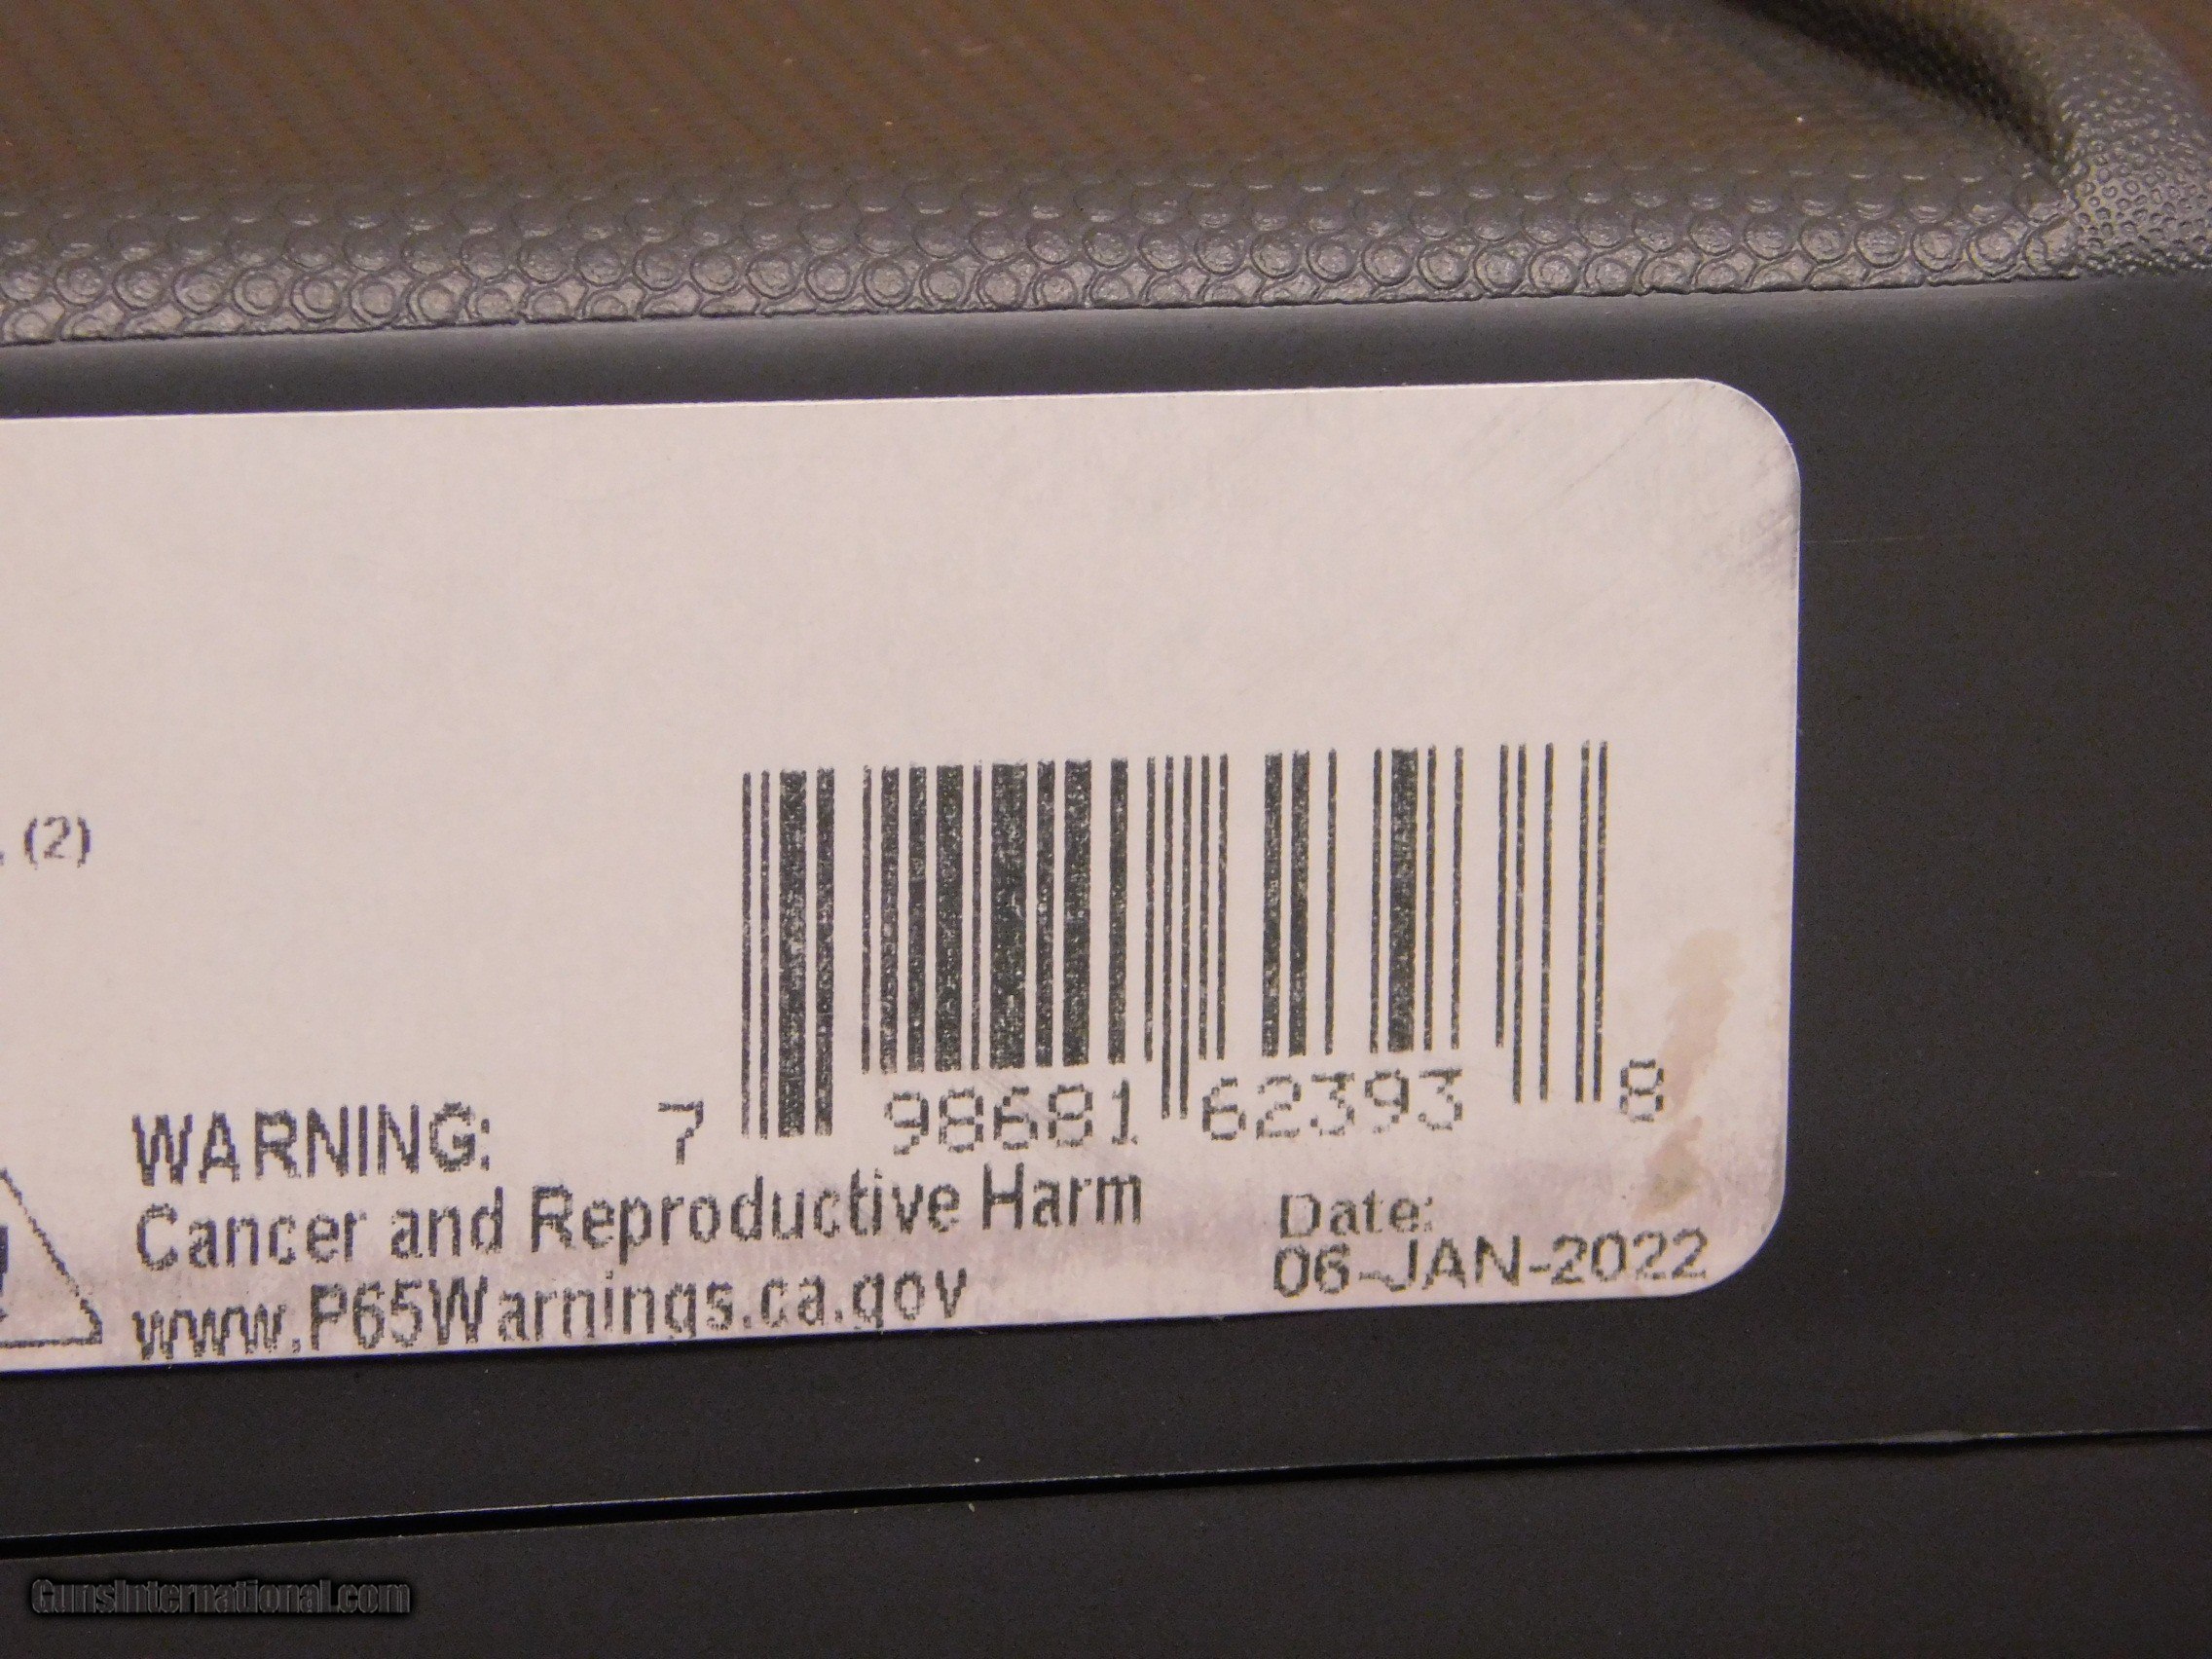 (2)
7 98681 62393 8
WARNING:
Cancer and Reproductive Harm
www.P65Warnings.ca.gov
Date:
06-JAN-2022
GunsInternational.com